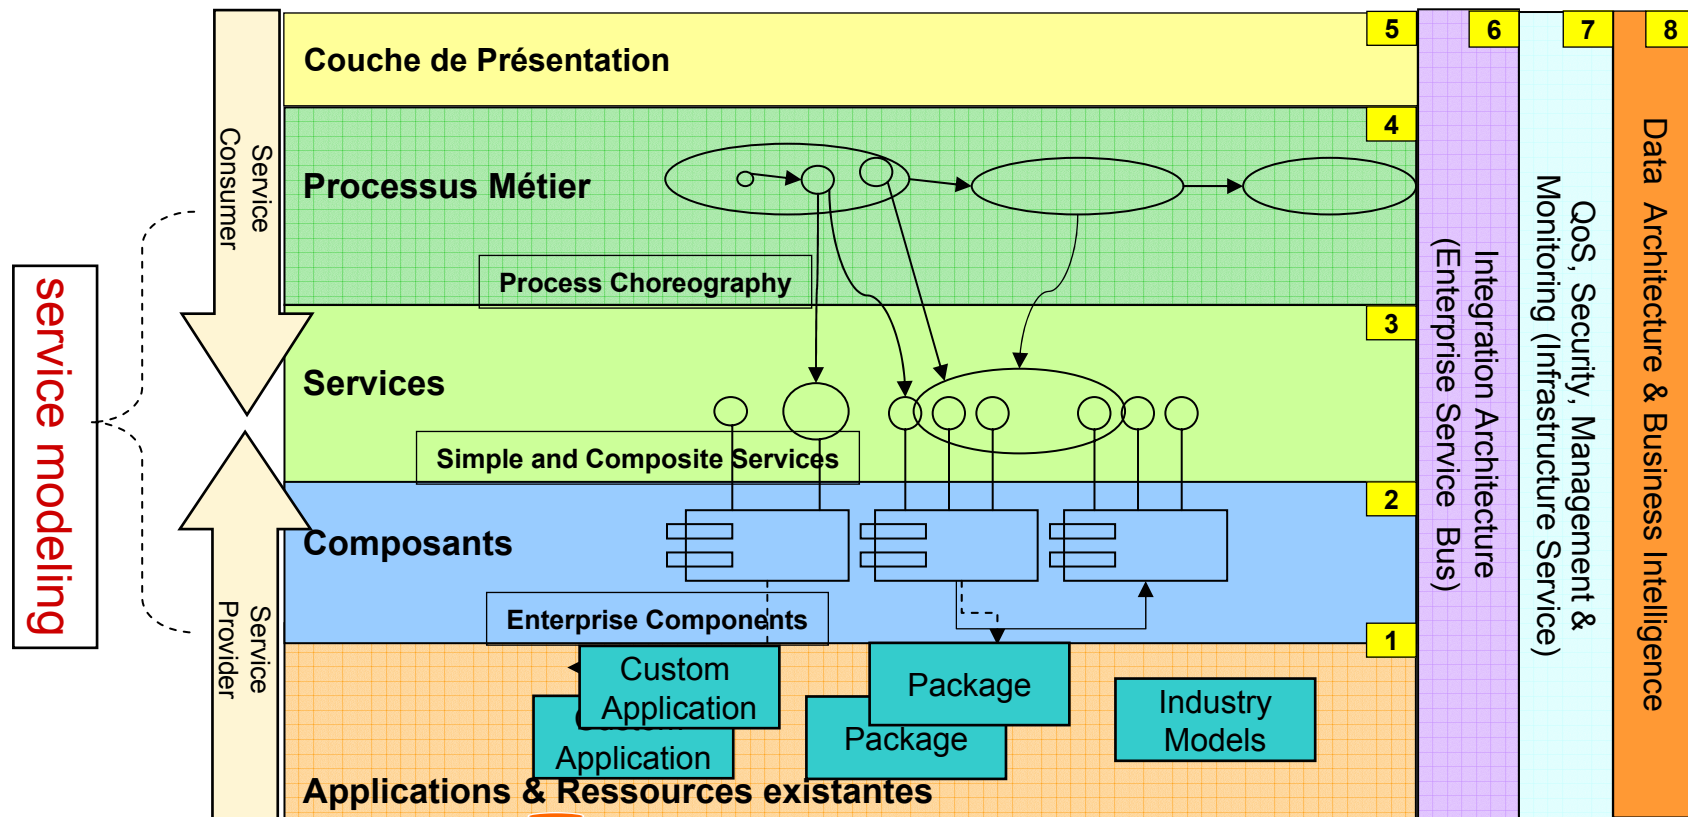 5
Couche de Présentation
4
Processus Métier
Process Choreography
3
Services
Simple and Composite Services
2
Composants
Enterprise Components
1
Custom
Application
Custom
Application
Package
Package
Industry
Models
Applications & Ressources existantes
Service
Consumer
service modeling
Service
Provider
6
Integration Architecture
(Enterprise Service Bus)
7
QoS, Security, Management &
Monitoring (Infrastructure Service)
8
Data Architecture & Business Intelligence